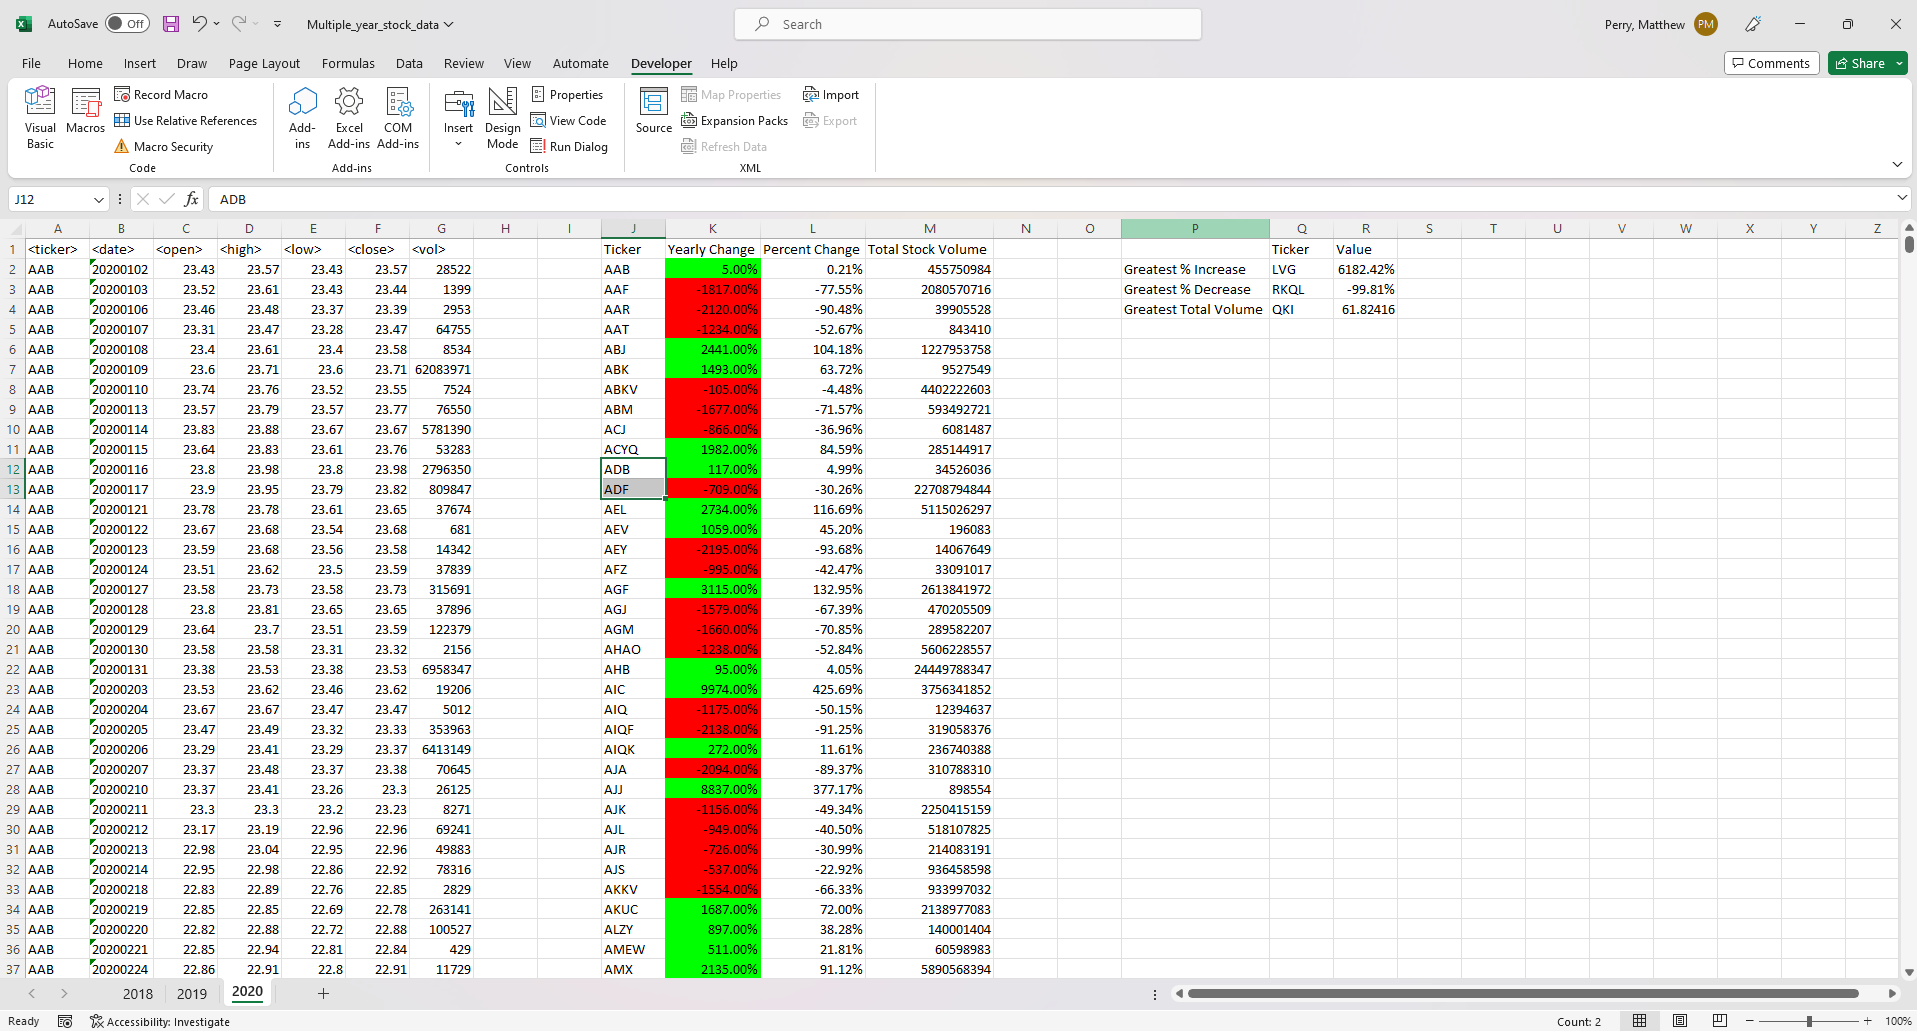 AutoSave Off Multiple_year_stock_data Search Perry, Matthew PM
File Home Insert Draw Page Layout Formulas Data Review View Automate Developer Help Comments Share
Visual Basic Macros Record Macro Use Relative References Macro Security Add-ins Excel Add-ins COM Add-ins Insert Design Mode Properties View Code Run Dialog Source Map Properties Expansion Packs Refresh Data Import Export
Code Add-ins Controls XML
J12 fx ADB
A B C D E F G H I J K L M N O P Q R S T U V W X Y Z
1 <ticker> <date> <open> <high> <low> <close> <vol> Ticker Yearly Change Percent Change Total Stock Volume Ticker Value
2 AAB 20200102 23.43 23.57 23.43 23.57 28522 AAB 5.00% 0.21% 455750984 Greatest % Increase LVG 6182.42%
3 AAB 20200103 23.52 23.61 23.43 23.44 1399 AAF -1817.00% -77.55% 2080570716 Greatest % Decrease RKQL -99.81%
4 AAB 20200106 23.46 23.48 23.37 23.39 2953 AAR -2120.00% -90.48% 39905528 Greatest Total Volume QKI 61.82416
5 AAB 20200107 23.31 23.47 23.28 23.47 64755 AAT -1234.00% -52.67% 843410
6 AAB 20200108 23.4 23.61 23.4 23.58 8534 ABJ 2441.00% 104.18% 1227953758
7 AAB 20200109 23.6 23.71 23.6 23.71 62083971 ABK 1493.00% 63.72% 9527549
8 AAB 20200110 23.74 23.76 23.52 23.55 7524 ABKV -105.00% -4.48% 4402222603
9 AAB 20200113 23.57 23.79 23.57 23.77 76550 ABM -1677.00% -71.57% 593492721
10 AAB 20200114 23.83 23.88 23.67 23.67 5781390 ACJ -866.00% -36.96% 6081487
11 AAB 20200115 23.64 23.83 23.61 23.76 53283 ACYQ 1982.00% 84.59% 285144917
12 AAB 20200116 23.8 23.98 23.8 23.98 2796350 ADB 117.00% 4.99% 34526036
13 AAB 20200117 23.9 23.95 23.79 23.82 809847 ADF -709.00% -30.26% 22708794844
14 AAB 20200121 23.78 23.78 23.61 23.65 37674 AEL 2734.00% 116.69% 5115026297
15 AAB 20200122 23.67 23.68 23.54 23.68 681 AEV 1059.00% 45.20% 196083
16 AAB 20200123 23.59 23.68 23.56 23.58 14342 AEY -2195.00% -93.68% 14067649
17 AAB 20200124 23.51 23.62 23.5 23.59 37839 AFZ -995.00% -42.47% 33091017
18 AAB 20200127 23.58 23.73 23.58 23.73 315691 AGF 3115.00% 132.95% 2613841972
19 AAB 20200128 23.8 23.81 23.65 23.65 37896 AGJ -1579.00% -67.39% 470205509
20 AAB 20200129 23.64 23.7 23.51 23.59 122379 AGM -1660.00% -70.85% 289582207
21 AAB 20200130 23.58 23.58 23.31 23.32 2156 AHAO -1238.00% -52.84% 5606228557
22 AAB 20200131 23.38 23.53 23.38 23.53 6958347 AHB 95.00% 4.05% 24449788347
23 AAB 20200203 23.53 23.62 23.46 23.62 19206 AIC 9974.00% 425.69% 3756341852
24 AAB 20200204 23.67 23.67 23.47 23.47 5012 AIQ -1175.00% -50.15% 12394637
25 AAB 20200205 23.47 23.49 23.32 23.33 353963 AIQF -2138.00% -91.25% 319058376
26 AAB 20200206 23.29 23.41 23.29 23.37 6413149 AIQK 272.00% 11.61% 236740388
27 AAB 20200207 23.37 23.48 23.37 23.38 70645 AJA -2094.00% -89.37% 310788310
28 AAB 20200210 23.37 23.41 23.26 23.3 26125 AJJ 8837.00% 377.17% 898554
29 AAB 20200211 23.3 23.3 23.2 23.23 8271 AJK -1156.00% -49.34% 2250415159
30 AAB 20200212 23.17 23.19 22.96 22.96 69241 AJL -949.00% -40.50% 518107825
31 AAB 20200213 22.98 23.04 22.95 22.96 49883 AJR -726.00% -30.99% 214083191
32 AAB 20200214 22.95 22.98 22.86 22.92 78316 AJS -537.00% -22.92% 936458598
33 AAB 20200218 22.83 22.89 22.76 22.85 2829 AKKV -1554.00% -66.33% 933997032
34 AAB 20200219 22.85 22.85 22.69 22.78 263141 AKUC 1687.00% 72.00% 2138977083
35 AAB 20200220 22.82 22.88 22.72 22.88 100527 ALZY 897.00% 38.28% 140001404
36 AAB 20200221 22.85 22.94 22.81 22.84 429 AMEW 511.00% 21.81% 60598983
37 AAB 20200224 22.86 22.91 22.8 22.91 11729 AMX 2135.00% 91.12% 5890568394
2018 2019 2020
Ready Accessibility: Investigate Count: 2 100%